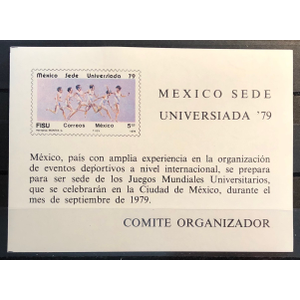 México Sede Universiada '79
FISU Correos México 5.50
MEXICO SEDE
UNIVERSIADA '79
México, país con amplia experiencia en la organización
de eventos deportivos a nivel internacional, se prepara
para ser sede de los Juegos Mundiales Universitarios,
que se celebrarán en la Ciudad de México, durante el
mes de septiembre de 1979.
COMITE ORGANIZADOR